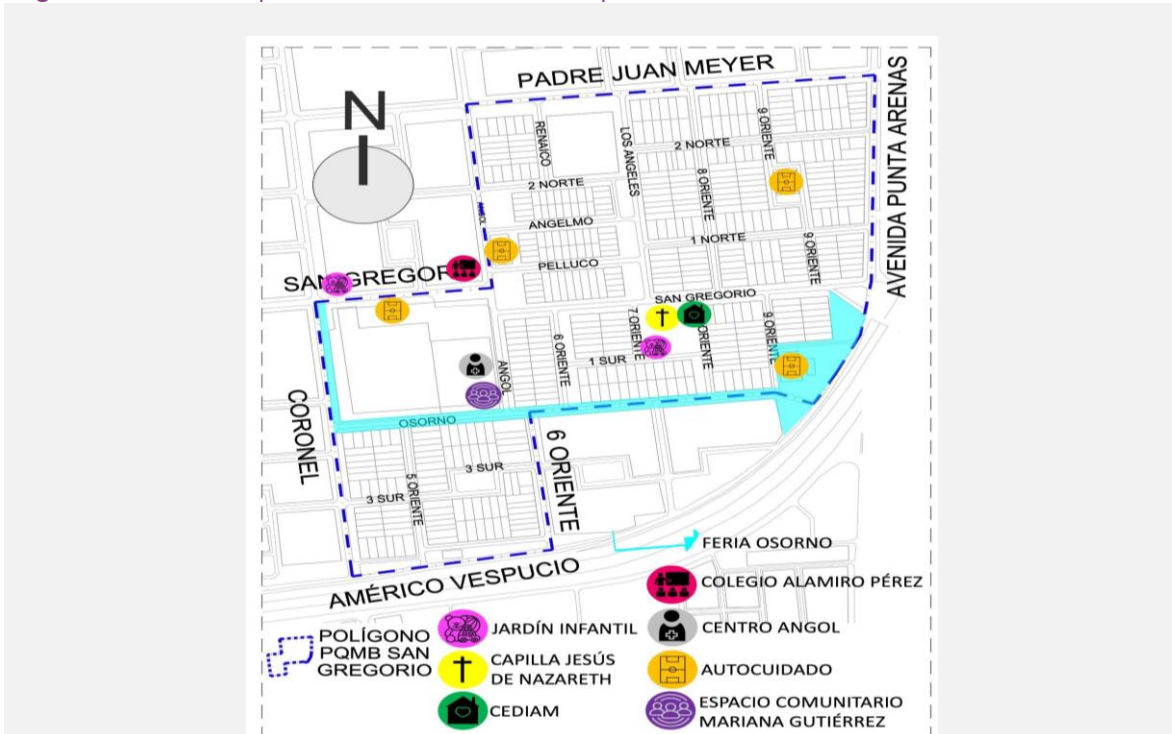 PADRE JUAN MEYER
AVENIDA PUNTA ARENAS
N
RENAICO
LOS ANGELES
9 ORIENTE
2 NORTE
2 NORTE
8 ORIENTE
ANGOL
ANGELMO
1 NORTE
9 ORIENTE
PELLUCO
SAN GREGOR
SAN GREGORIO
7 ORIENTE
ORIENTE
9 ORIENTE
6 ORIENTE
1 SUR
ANGOL
CORONEL
OSORNO
6 ORIENTE
3 SUR
5 ORIENTE
3 SUR
AMÉRICO VESPUCIO
FERIA OSORNO
COLEGIO ALAMIRO PÉREZ
POLÍGONO
PQMB SAN
GREGORIO
JARDÍN INFANTIL
CENTRO ANGOL
CAPILLA JESÚS
DE NAZARETH
AUTOCUIDADO
CEDIAM
ESPACIO COMUNITARIO
MARIANA GUTIÉRREZ